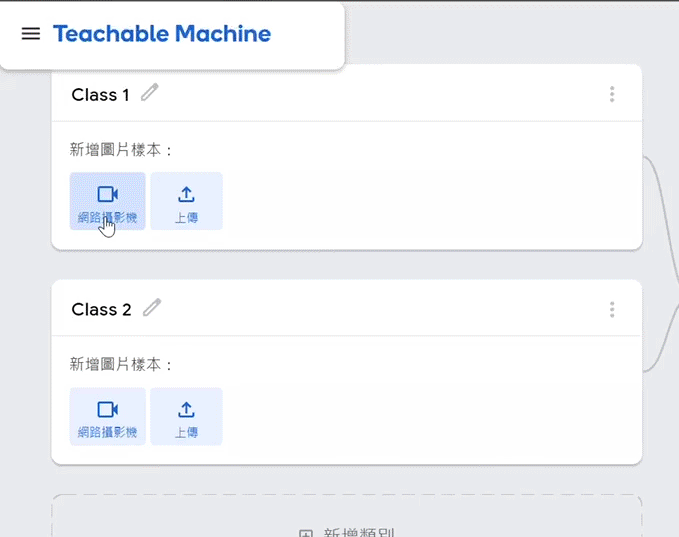 Teachable Machine
Class 1
新增圖片樣本：
網路攝影機 上傳
Class 2
新增圖片樣本：
網路攝影機 上傳
新增類別